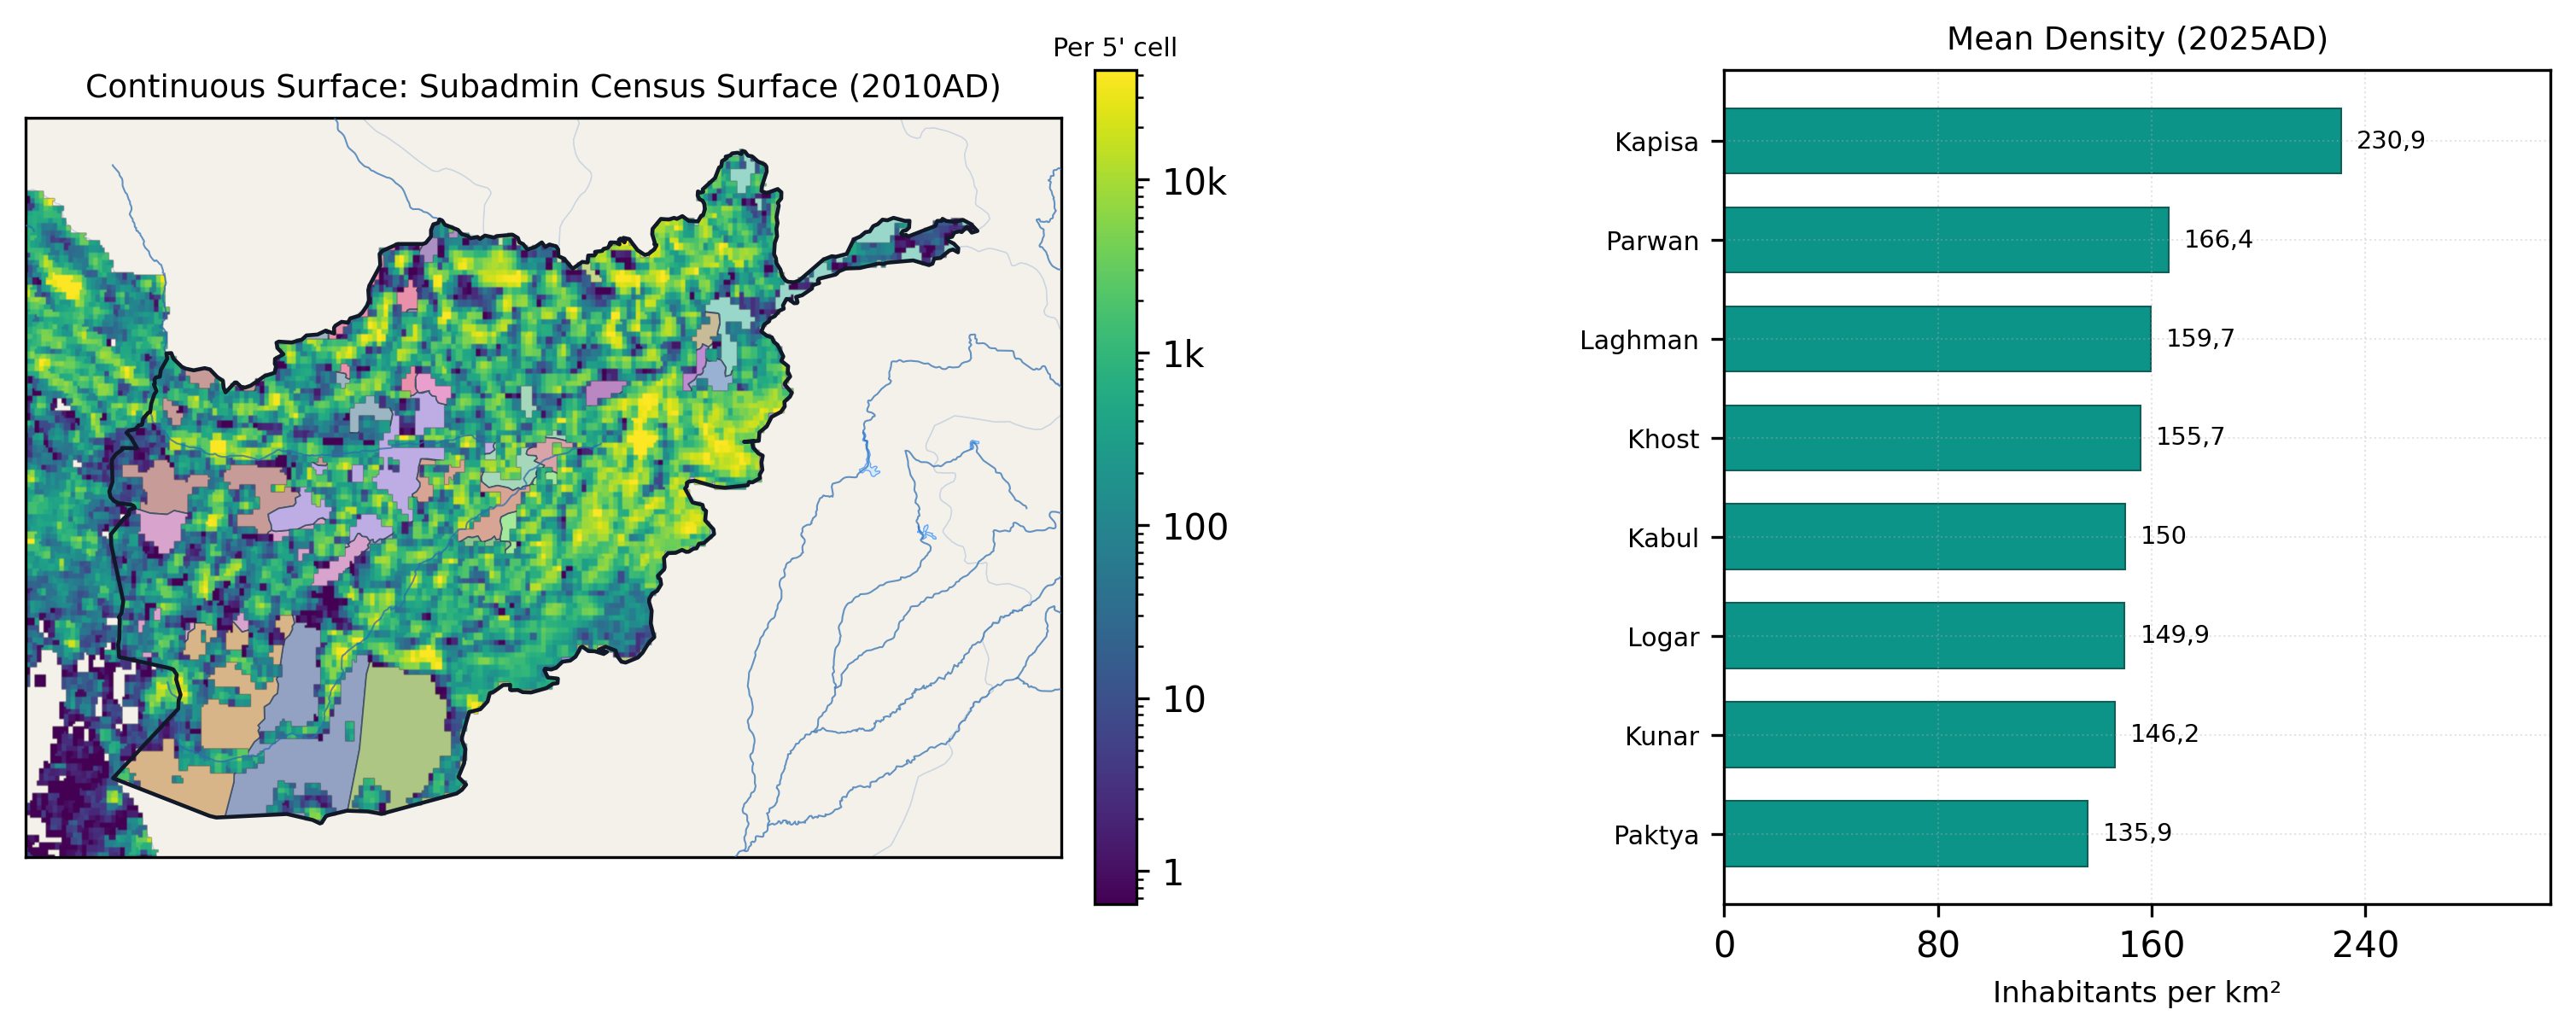 Continuous Surface: Subadmin Census Surface (2010AD)
Per 5' cell
10k
1k
100
10
1
Mean Density (2025AD)
Kapisa 230,9
Parwan 166,4
Laghman 159,7
Khost 155,7
Kabul 150
Logar 149,9
Kunar 146,2
Paktya 135,9
0 80 160 240
Inhabitants per km²